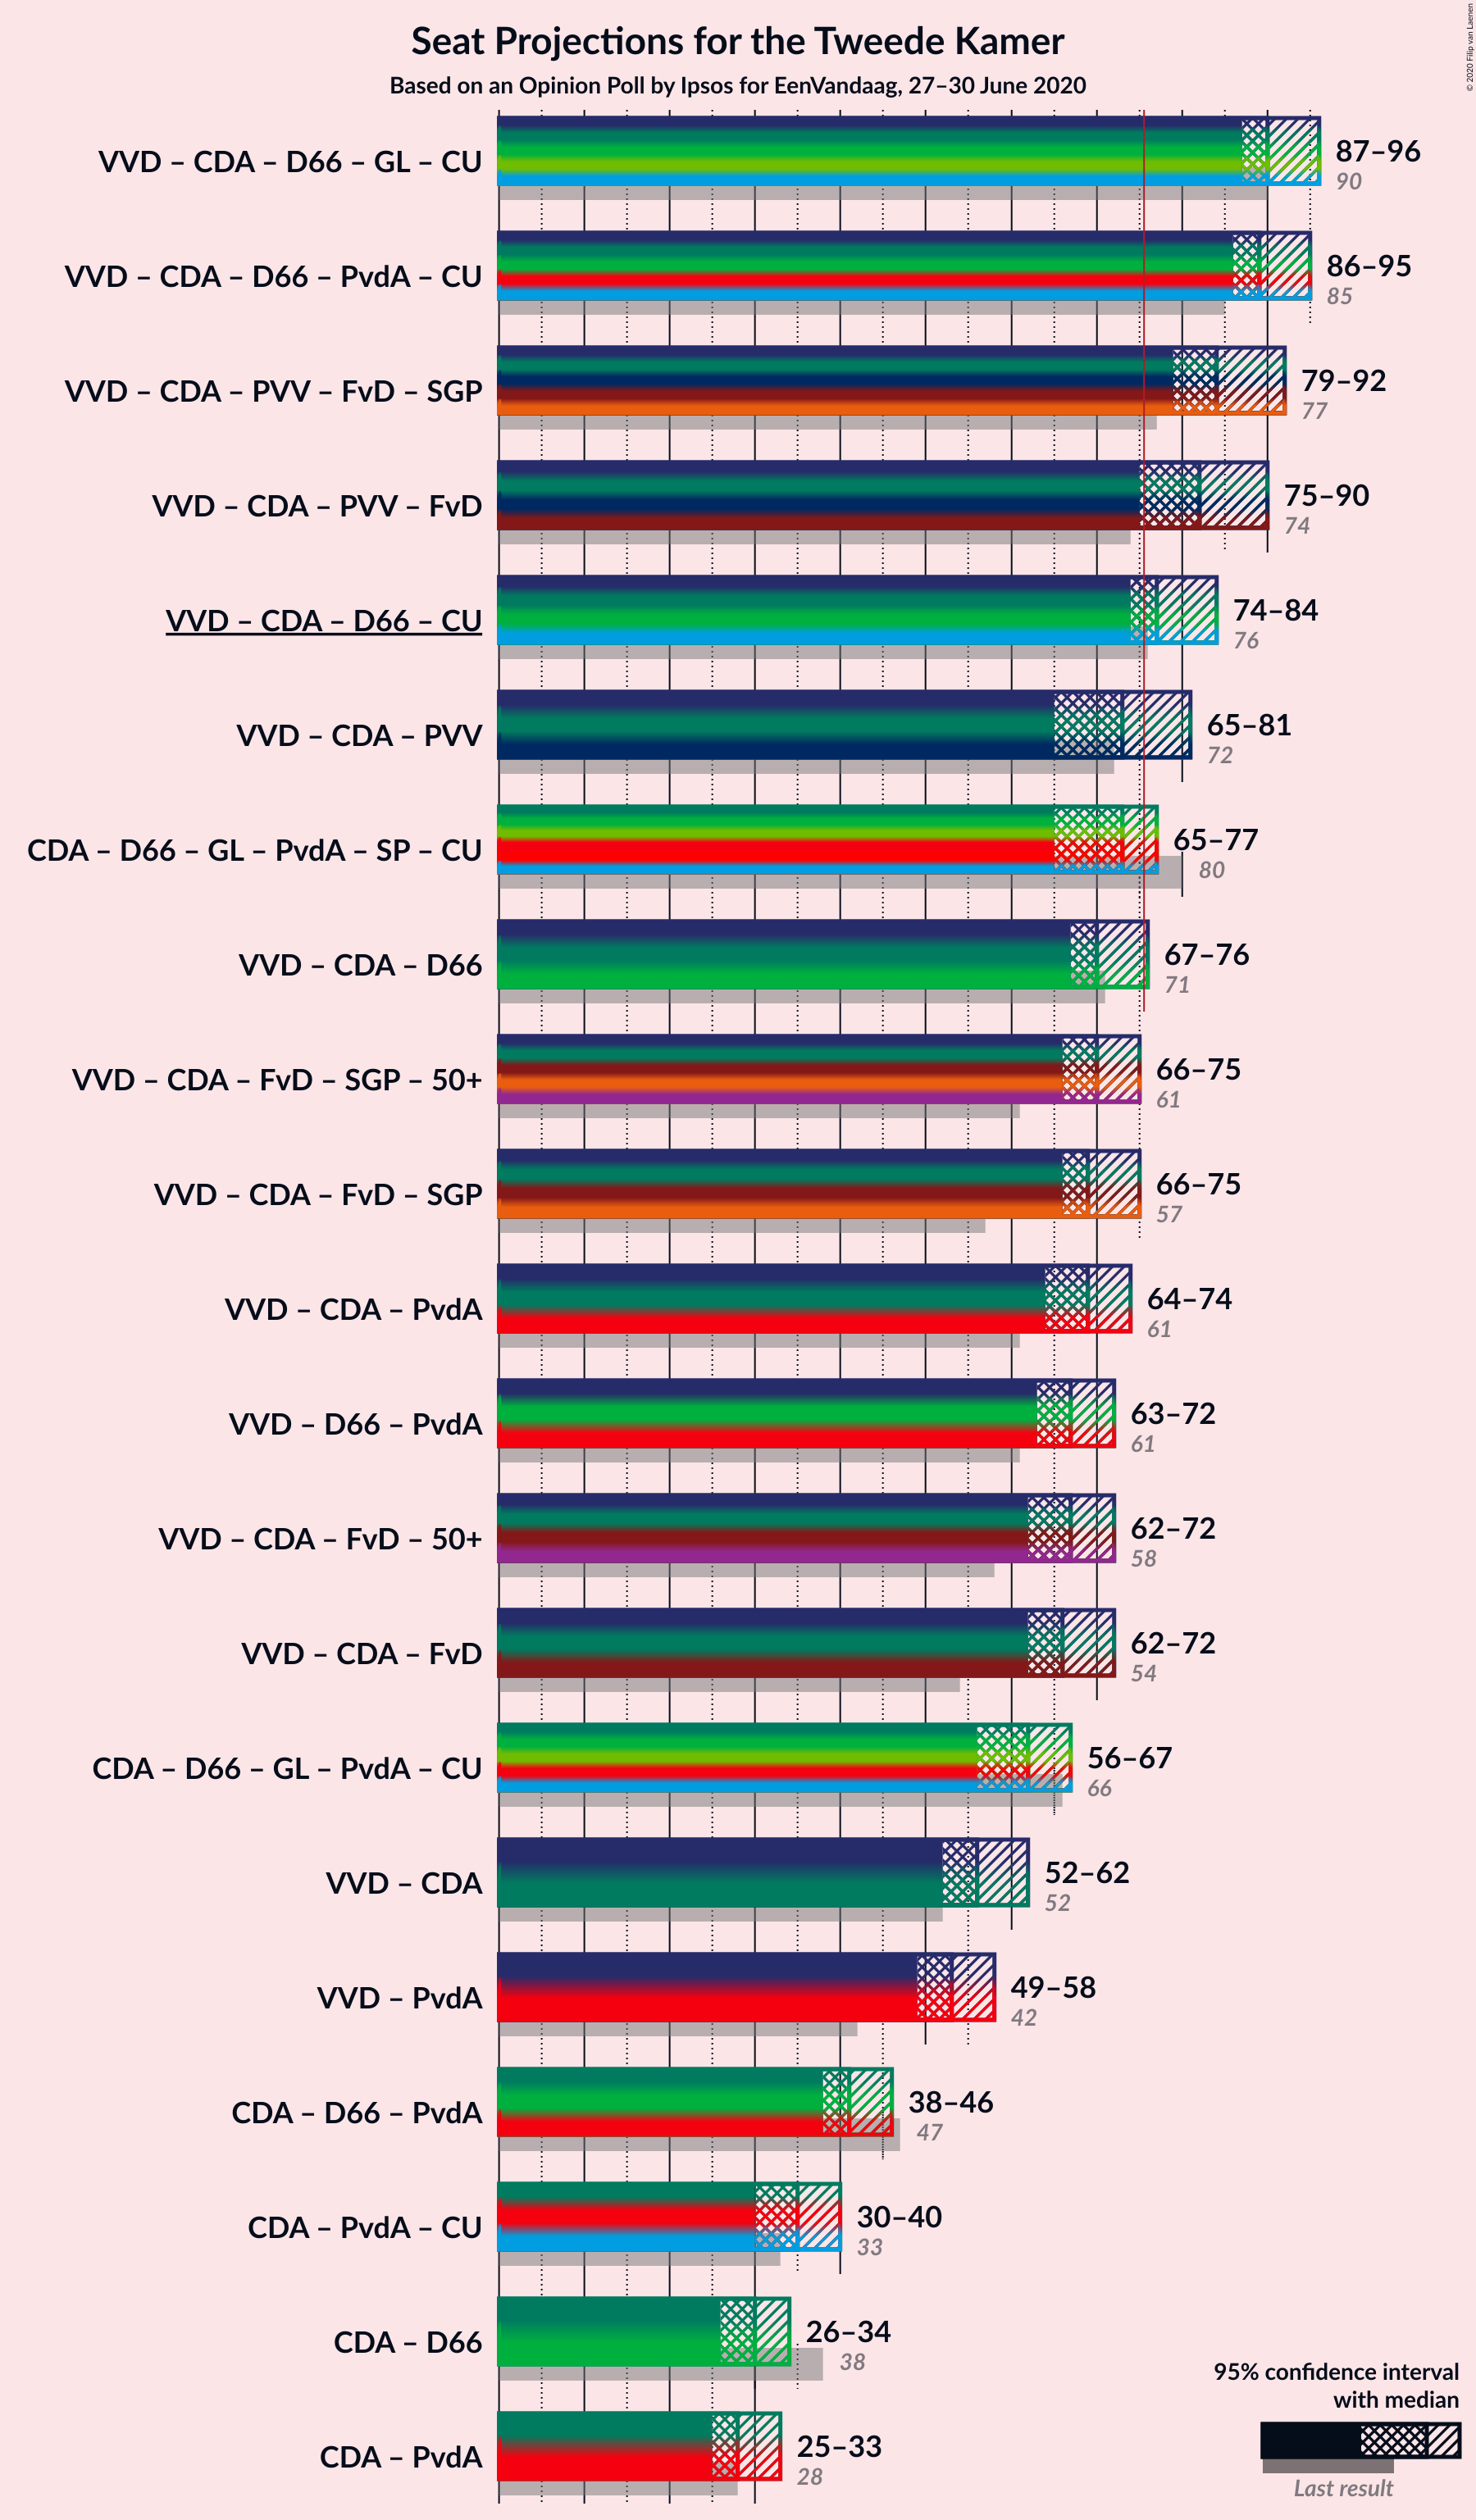 Seat Projections for the Tweede Kamer
Based on an Opinion Poll by Ipsos for EenVandaag, 27–30 June 2020
© 2020 Filip van Laenen
VVD – CDA – D66 – GL – CU
87–96
90
VVD – CDA – D66 – PvdA – CU
86–95
85
VVD – CDA – PVV – FvD – SGP
79–92
77
VVD – CDA – PVV – FvD
75–90
74
VVD – CDA – D66 – CU
74–84
76
VVD – CDA – PVV
65–81
72
CDA – D66 – GL – PvdA – SP – CU
65–77
80
VVD – CDA – D66
67–76
71
VVD – CDA – FvD – SGP – 50+
66–75
61
VVD – CDA – FvD – SGP
66–75
57
VVD – CDA – PvdA
64–74
61
VVD – D66 – PvdA
63–72
61
VVD – CDA – FvD – 50+
62–72
58
VVD – CDA – FvD
62–72
54
CDA – D66 – GL – PvdA – CU
56–67
66
VVD – CDA
52–62
52
VVD – PvdA
49–58
42
CDA – D66 – PvdA
38–46
47
CDA – PvdA – CU
30–40
33
CDA – D66
26–34
38
CDA – PvdA
25–33
28
95% confidence interval
with median
Last result